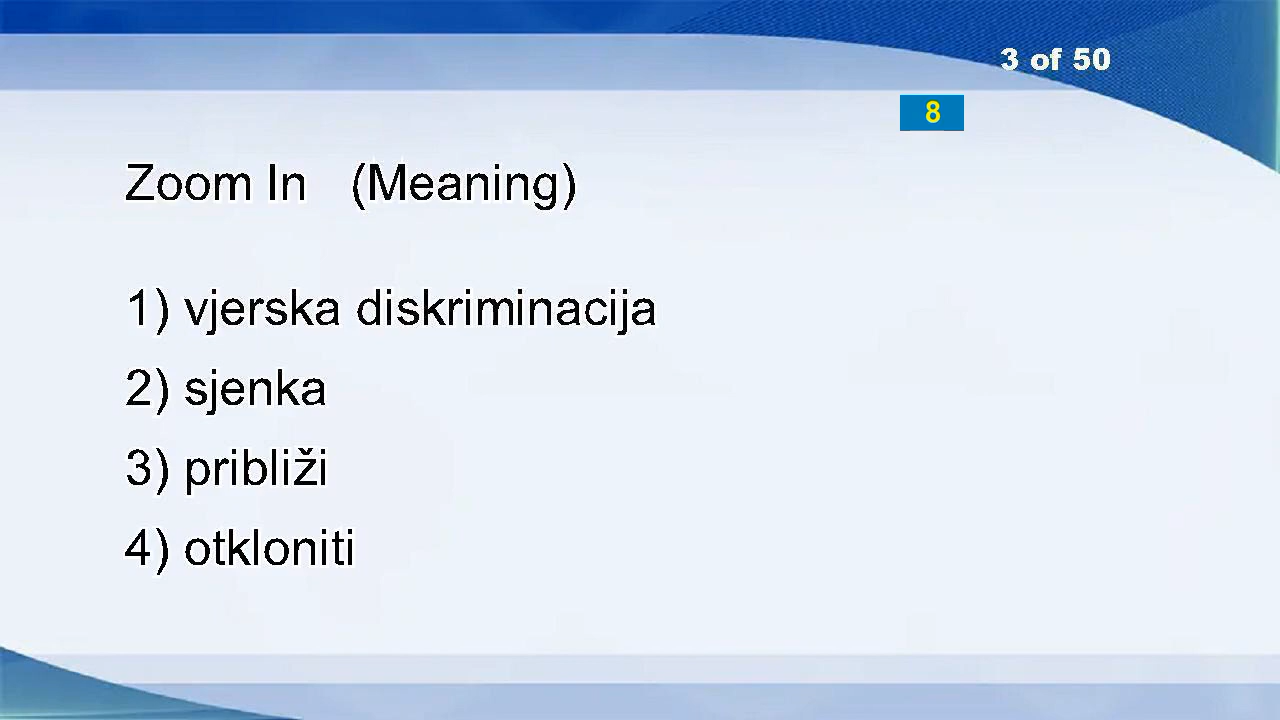 3 of 50
8
Zoom In (Meaning)
1) vjerska diskriminacija
2) sjenka
3) približi
4) otkloniti